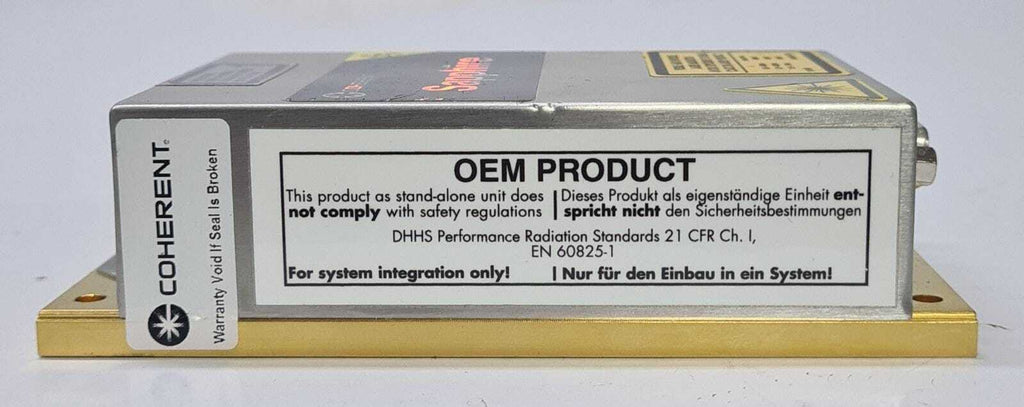 Sapphire
COHERENT
Warranty Void If Seal Is Broken
OEM PRODUCT
This product as stand-alone unit does
not comply with safety regulations
Dieses Produkt als eigenständige Einheit ent-
spricht nicht den Sicherheitsbestimmungen
DHHS Performance Radiation Standards 21 CFR Ch. I,
EN 60825-1
For system integration only!
Nur für den Einbau in ein System!